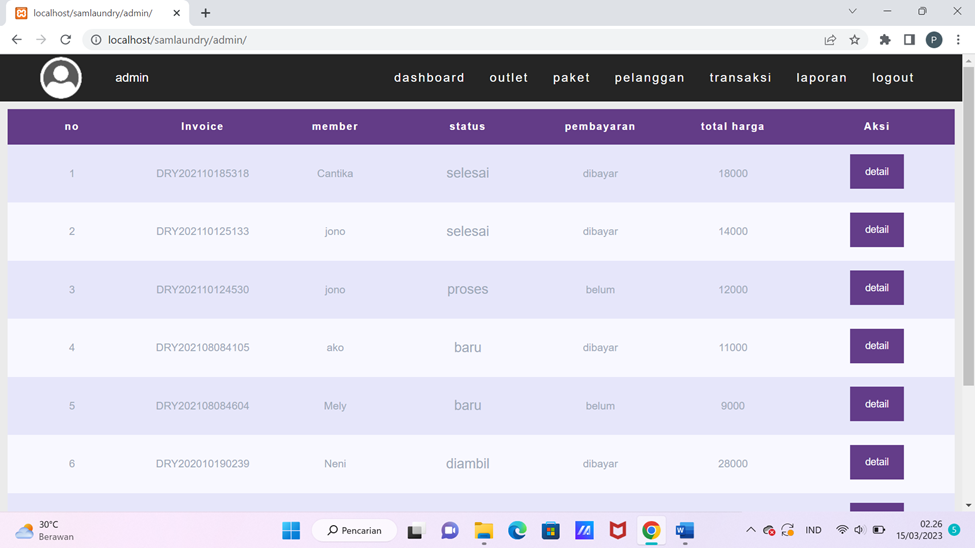 localhost/samlaundry/admin/
localhost/samlaundry/admin/
P
admin dashboard outlet paket pelanggan transaksi laporan logout
no Invoice member status pembayaran total harga Aksi
1 DRY202110185318 Cantika selesai dibayar 18000 detail
2 DRY202110125133 jono selesai dibayar 14000 detail
3 DRY202110124530 jono proses belum 12000 detail
4 DRY202108084105 ako baru dibayar 11000 detail
5 DRY202108084604 Mely baru belum 9000 detail
6 DRY202010190239 Neni diambil dibayar 28000 detail
30°C
Berawan
Pencarian
IND
02.26
15/03/2023
5